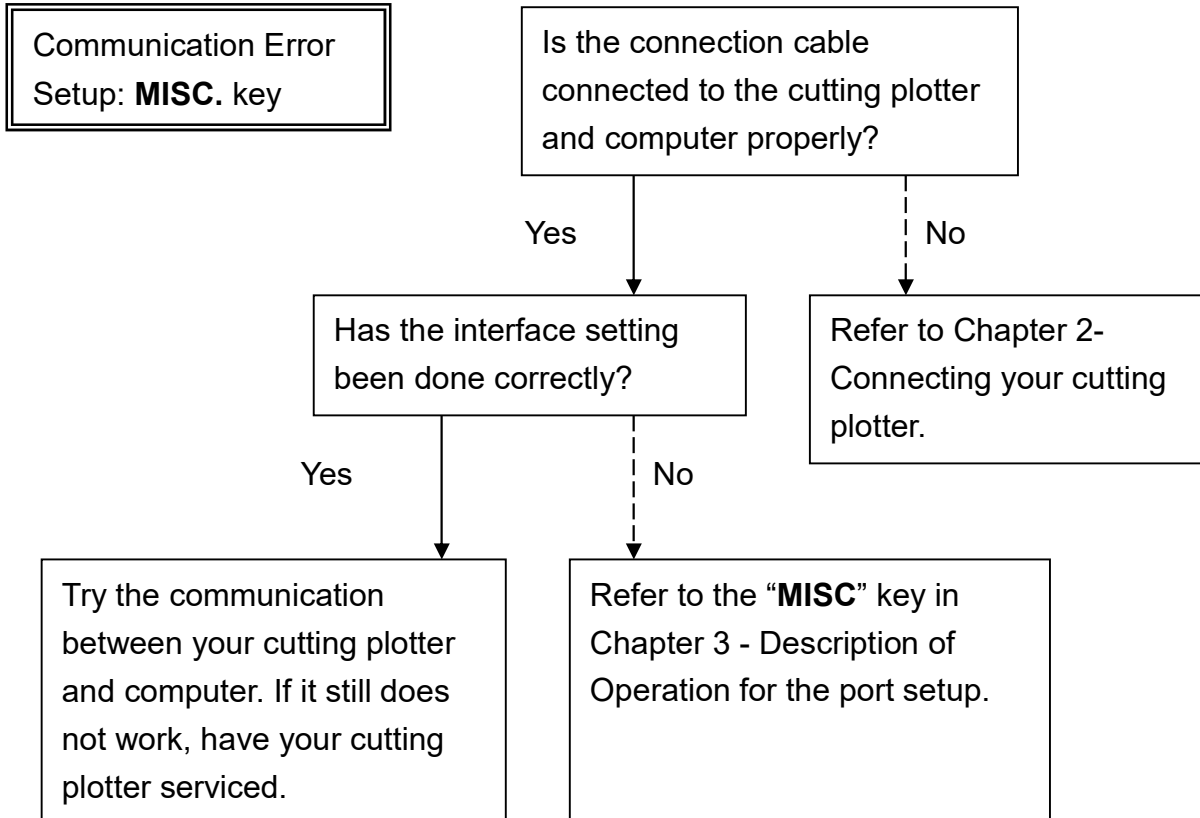 Communication Error
Setup: MISC. key
Is the connection cable
connected to the cutting plotter
and computer properly?
Yes
No
Has the interface setting
been done correctly?
Refer to Chapter 2-
Connecting your cutting
plotter.
Yes
No
Try the communication
between your cutting plotter
and computer. If it still does
not work, have your cutting
plotter serviced.
Refer to the “MISC” key in
Chapter 3 - Description of
Operation for the port setup.